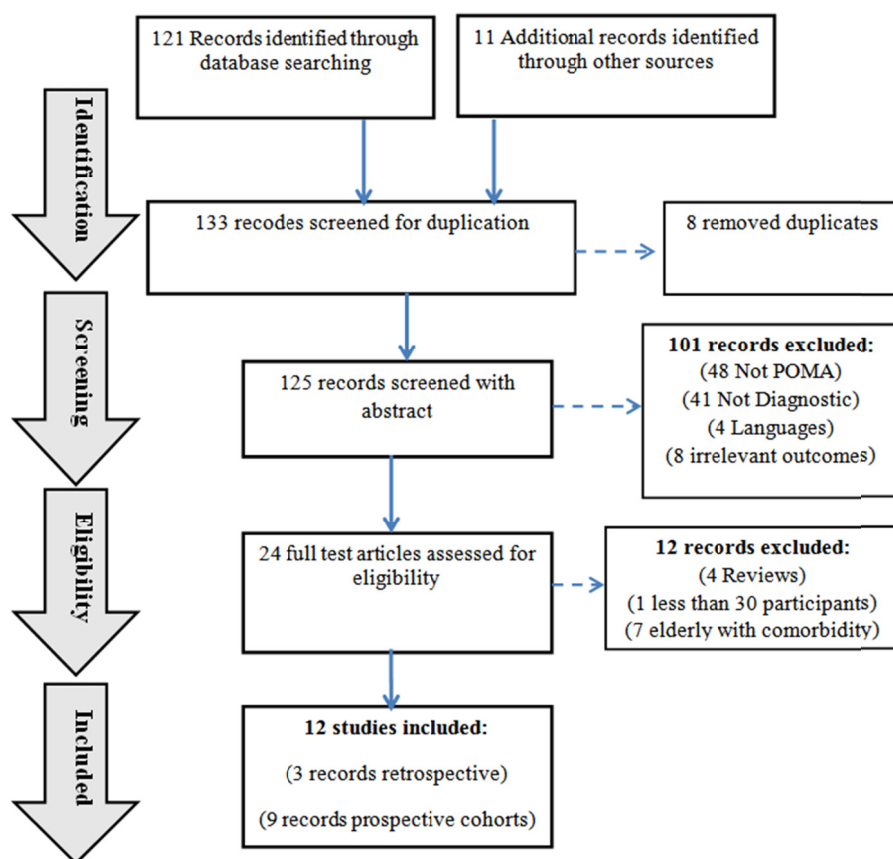 121 Records identified through
database searching
11 Additional records identified
through other sources
Identification
133 recodes screened for duplication
8 removed duplicates
Screening
125 records screened with
abstract
101 records excluded:
(48 Not POMA)
(41 Not Diagnostic)
(4 Languages)
(8 irrelevant outcomes)
Eligibility
24 full test articles assessed for
eligibility
12 records excluded:
(4 Reviews)
(1 less than 30 participants)
(7 elderly with comorbidity)
Included
12 studies included:
(3 records retrospective)
(9 records prospective cohorts)